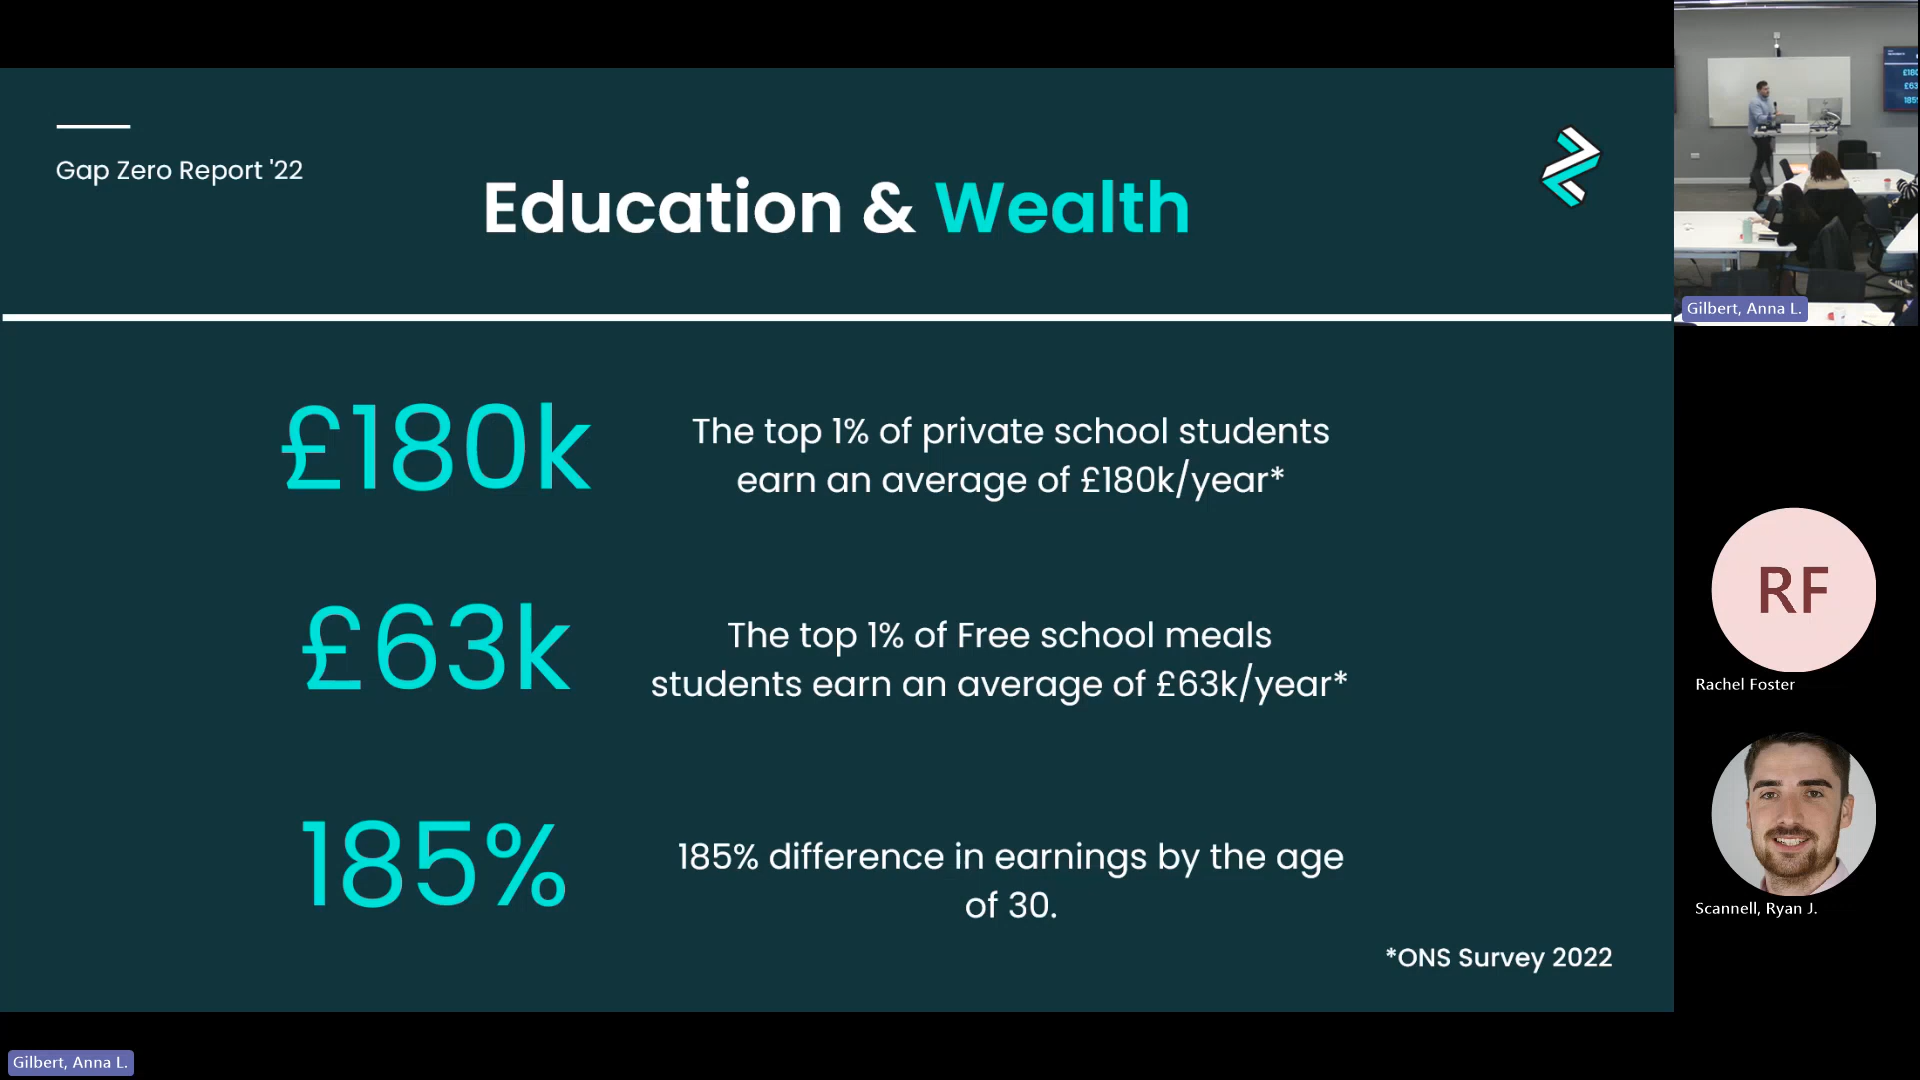 Gap Zero Report '22
Education & Wealth
£180k
The top 1% of private school students
earn an average of £180k/year*
£63k
The top 1% of Free school meals
students earn an average of £63k/year*
185%
185% difference in earnings by the age
of 30.
*ONS Survey 2022
Gilbert, Anna L.
£180
£63
185
Gilbert, Anna L.
RF
Rachel Foster
Scannell, Ryan J.